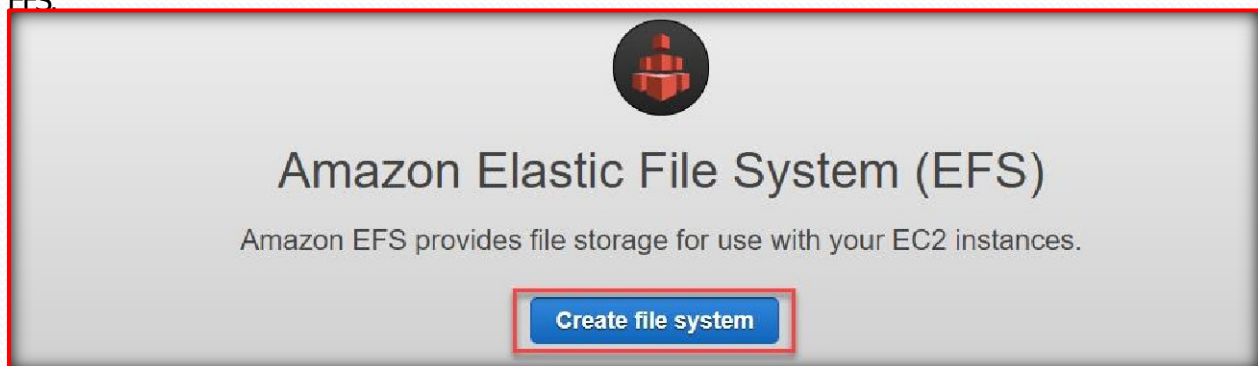 EFS.
Amazon Elastic File System (EFS)
Amazon EFS provides file storage for use with your EC2 instances.
Create file system